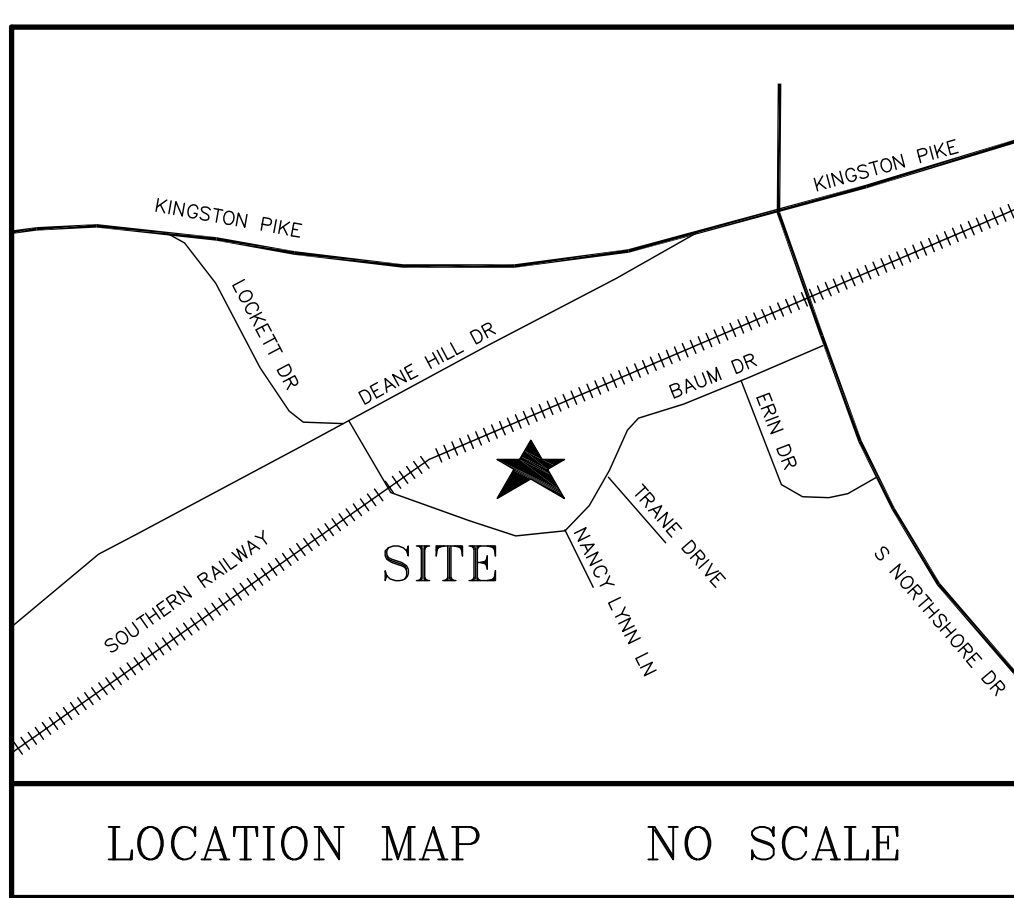 KINGSTON PIKE
KINGSTON PIKE
LOCKETT DR
DEANE HILL DR
BAUM DR
ERIN DR
TRANE DRIVE
SITE
NANCY LYNN LN
SOUTHERN RAILWAY
S NORTHSHORE DR
LOCATION MAP NO SCALE